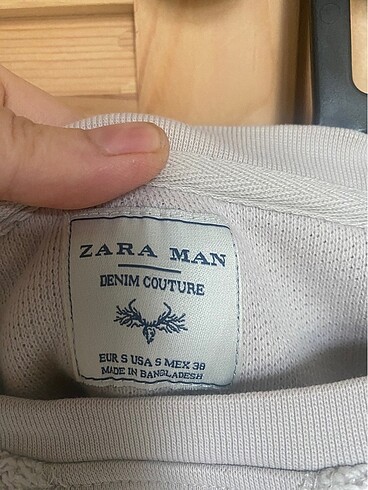 ZARA MAN
DENIM COUTURE
EUR S USA S MEX 38
MADE IN BANGLADESH